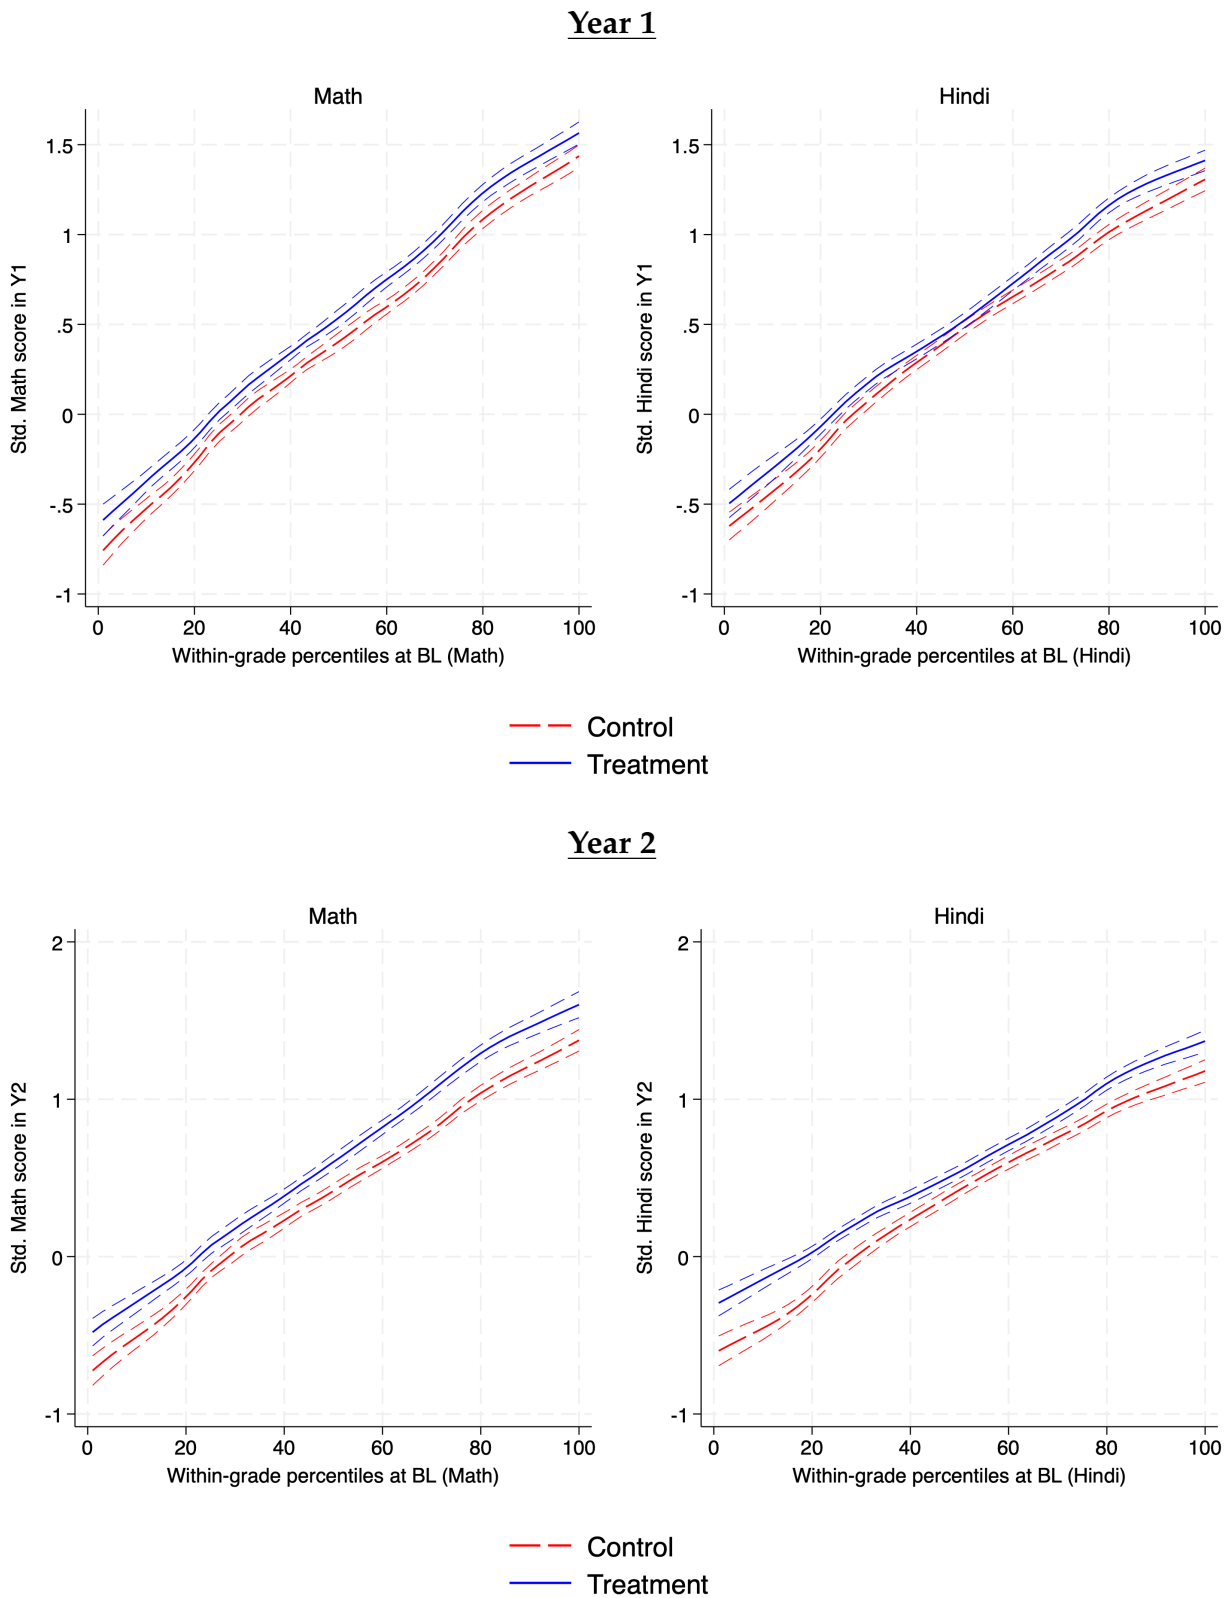 Year 1
Math
Std. Math score in Y1
1.5
1
.5
0
-.5
-1
0 20 40 60 80 100
Within-grade percentiles at BL (Math)
Hindi
Std. Hindi score in Y1
1.5
1
.5
0
-.5
-1
0 20 40 60 80 100
Within-grade percentiles at BL (Hindi)
Control
Treatment
Year 2
Math
Std. Math score in Y2
2
1
0
-1
0 20 40 60 80 100
Within-grade percentiles at BL (Math)
Hindi
Std. Hindi score in Y2
2
1
0
-1
0 20 40 60 80 100
Within-grade percentiles at BL (Hindi)
Control
Treatment